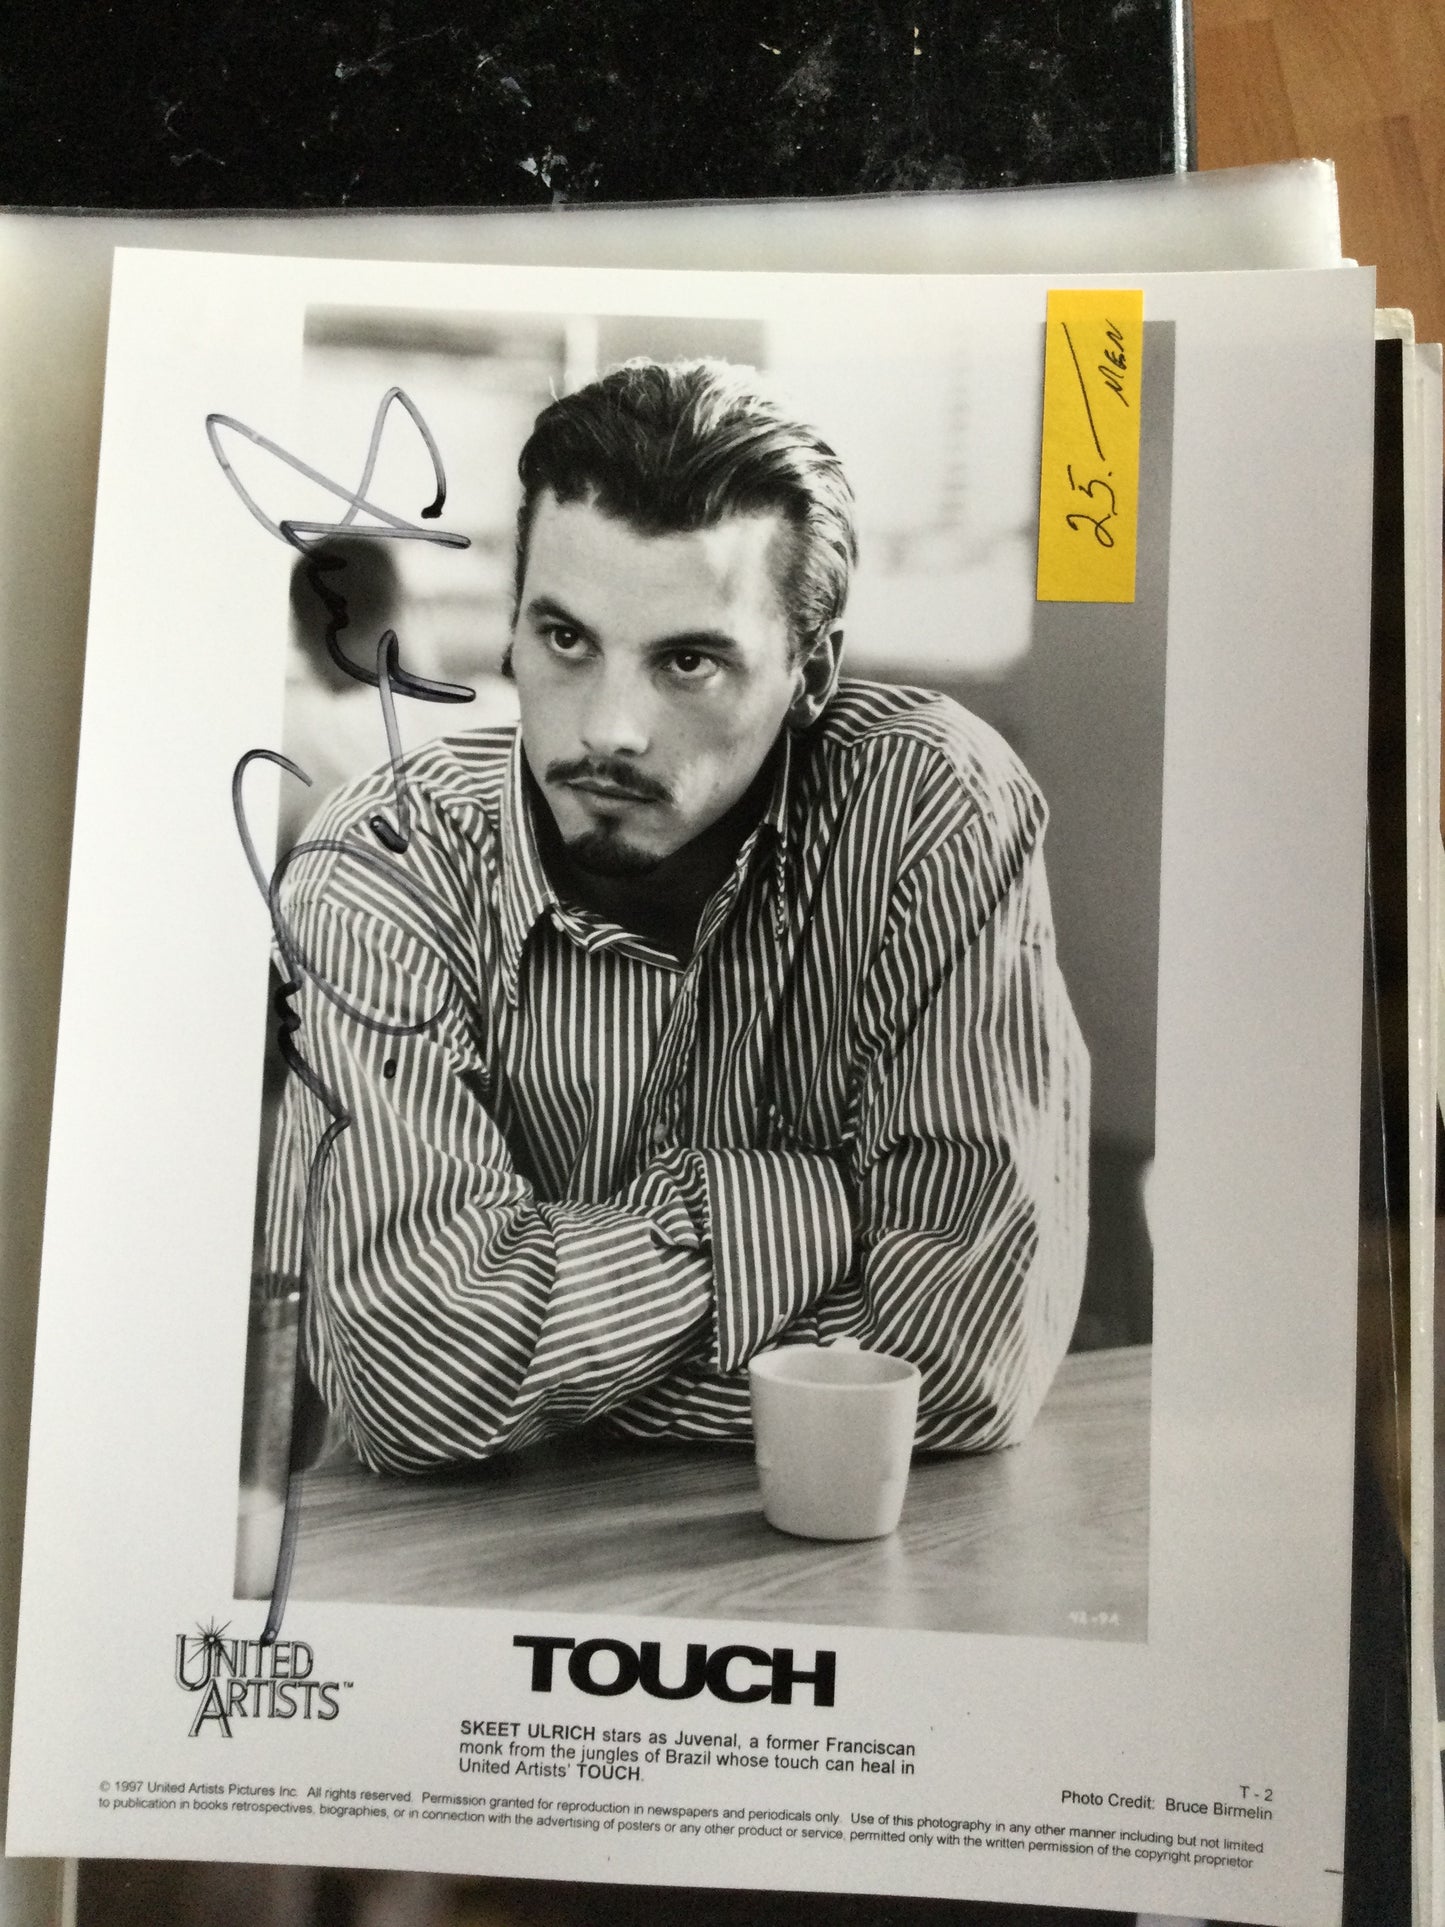 25.— MEN
42-9A
UNITED
ARTISTS™
TOUCH
SKEET ULRICH stars as Juvenal, a former Franciscan
monk from the jungles of Brazil whose touch can heal in
United Artists' TOUCH.
T - 2
Photo Credit: Bruce Birmelin
© 1997 United Artists Pictures Inc. All rights reserved. Permission granted for reproduction in newspapers and periodicals only. Use of this photography in any other manner including but not limited
to publication in books retrospectives, biographies, or in connection with the advertising of posters or any other product or service, permitted only with the written permission of the copyright proprietor